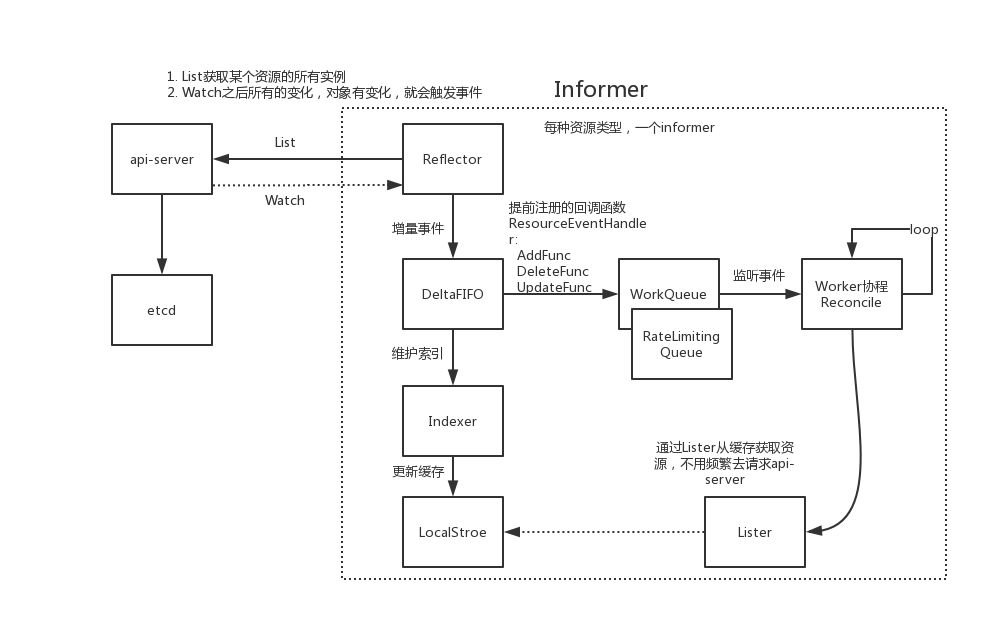 1. List获取某个资源的所有实例
2. Watch之后所有的变化，对象有变化，就会触发事件
Informer
每种资源类型，一个informer
api-server
List
Reflector
Watch
增量事件
提前注册的回调函数
ResourceEventHandle
r:
AddFunc
DeleteFunc
UpdateFunc
loop
etcd
DeltaFIFO
WorkQueue
监听事件
Worker协程
Reconcile
RateLimiting
Queue
维护索引
Indexer
更新缓存
通过Lister从缓存获取资
源，不用频繁去请求api-
server
LocalStroe
Lister